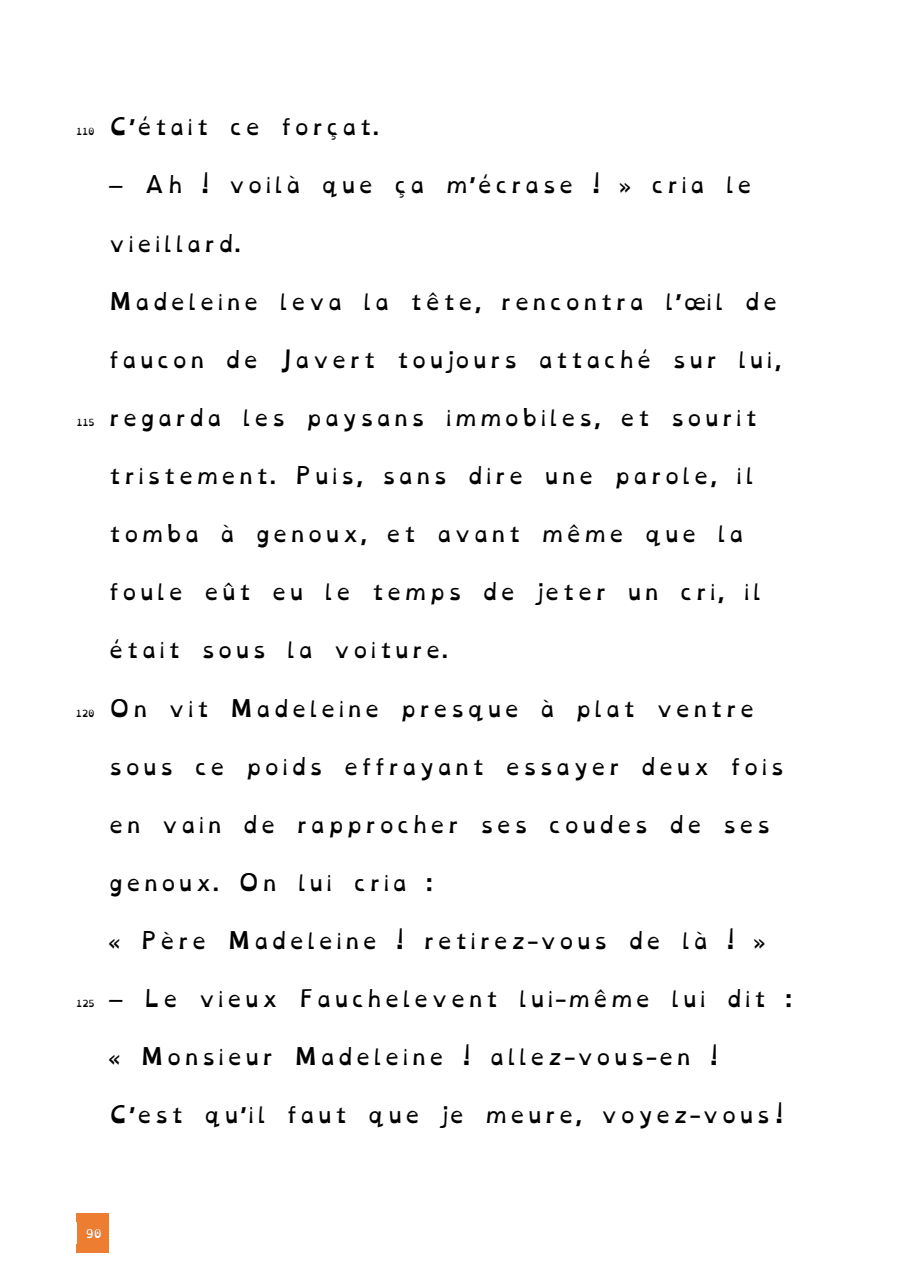 110 C’était ce forçat.
– Ah ! voilà que ça m’écrase ! » cria le
vieillard.
Madeleine leva la tête, rencontra l’œil de
faucon de Javert toujours attaché sur lui,
115 regarda les paysans immobiles, et sourit
tristement. Puis, sans dire une parole, il
tomba à genoux, et avant même que la
foule eût eu le temps de jeter un cri, il
était sous la voiture.
120 On vit Madeleine presque à plat ventre
sous ce poids effrayant essayer deux fois
en vain de rapprocher ses coudes de ses
genoux. On lui cria :
« Père Madeleine ! retirez-vous de là ! »
125 – Le vieux Fauchelevent lui-même lui dit :
« Monsieur Madeleine ! allez-vous-en !
C’est qu’il faut que je meure, voyez-vous!
90